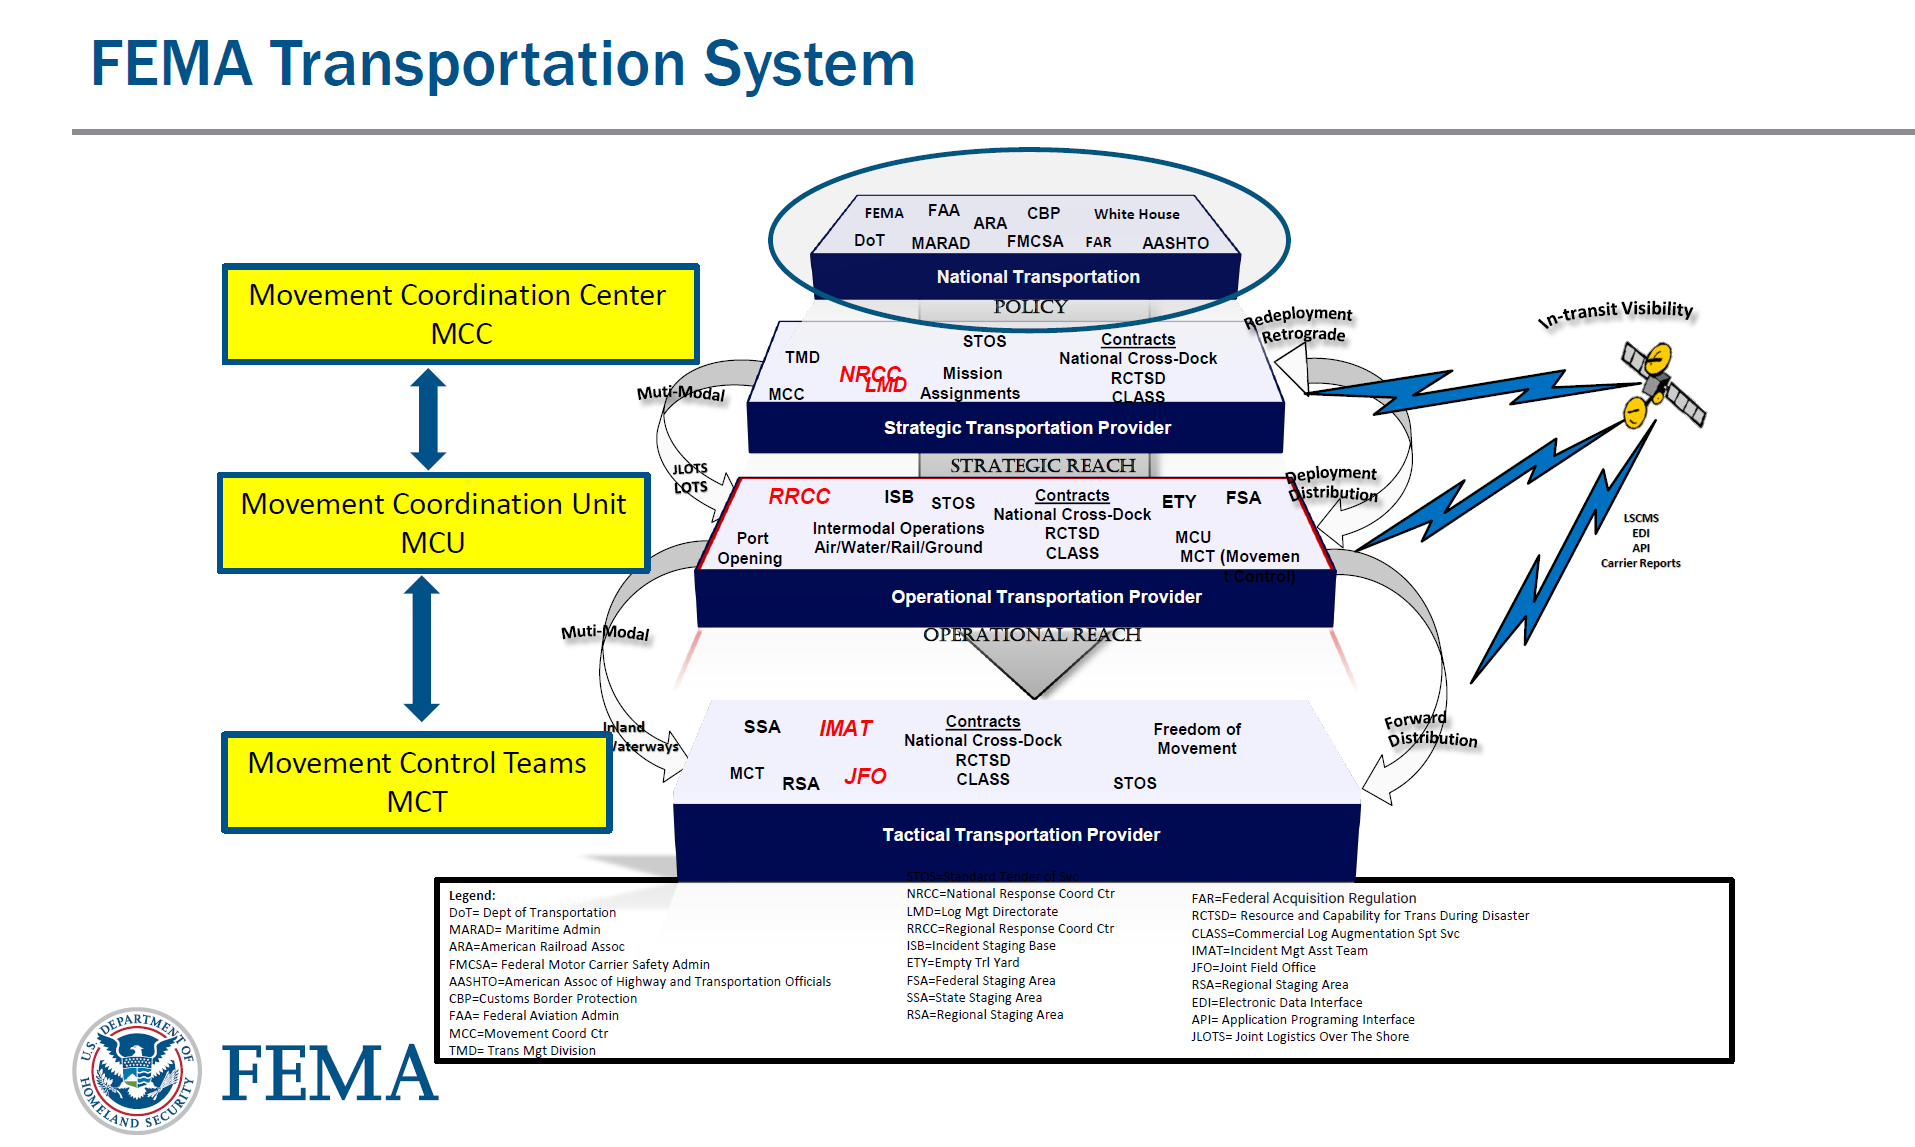 FEMA Transportation System
FEMA
FAA
ARA
CBP
White House
DoT
MARAD
FMCSA
FAR
AASHTO
National Transportation
POLICY
Movement Coordination Center
MCC
Movement Coordination Unit
MCU
Movement Control Teams
MCT
TMD
NRCC
LMD
MCC
STOS
Mission
Assignments
Contracts
National Cross-Dock
RCTSD
CLASS
Strategic Transportation Provider
STRATEGIC REACH
Muti-Modal
JLOTS
LOTS
Redeployment
Retrograde
Deployment
Distribution
In-transit Visibility
LSCMS
EDI
API
Carrier Reports
RRCC
ISB
STOS
Contracts
National Cross-Dock
RCTSD
CLASS
ETY
FSA
Port
Opening
Intermodal Operations
Air/Water/Rail/Ground
MCU
MCT (Movemen
t Control)
Operational Transportation Provider
OPERATIONAL REACH
Muti-Modal
Inland
Waterways
Forward
Distribution
SSA
IMAT
MCT
RSA
JFO
Contracts
National Cross-Dock
RCTSD
CLASS
Freedom of
Movement
STOS
Tactical Transportation Provider
Legend:
DoT= Dept of Transportation
MARAD= Maritime Admin
ARA=American Railroad Assoc
FMCSA= Federal Motor Carrier Safety Admin
AASHTO=American Assoc of Highway and Transportation Officials
CBP=Customs Border Protection
FAA= Federal Aviation Admin
MCC=Movement Coord Ctr
TMD= Trans Mgt Division
STOS=Standard Tender of Svc
NRCC=National Response Coord Ctr
LMD=Log Mgt Directorate
RRCC=Regional Response Coord Ctr
ISB=Incident Staging Base
ETY=Empty Trl Yard
FSA=Federal Staging Area
SSA=State Staging Area
RSA=Regional Staging Area
FAR=Federal Acquisition Regulation
RCTSD= Resource and Capability for Trans During Disaster
CLASS=Commercial Log Augmentation Spt Svc
IMAT=Incident Mgt Asst Team
JFO=Joint Field Office
RSA=Regional Staging Area
EDI=Electronic Data Interface
API= Application Programing Interface
JLOTS= Joint Logistics Over The Shore
U.S. DEPARTMENT OF
HOMELAND SECURITY
FEMA